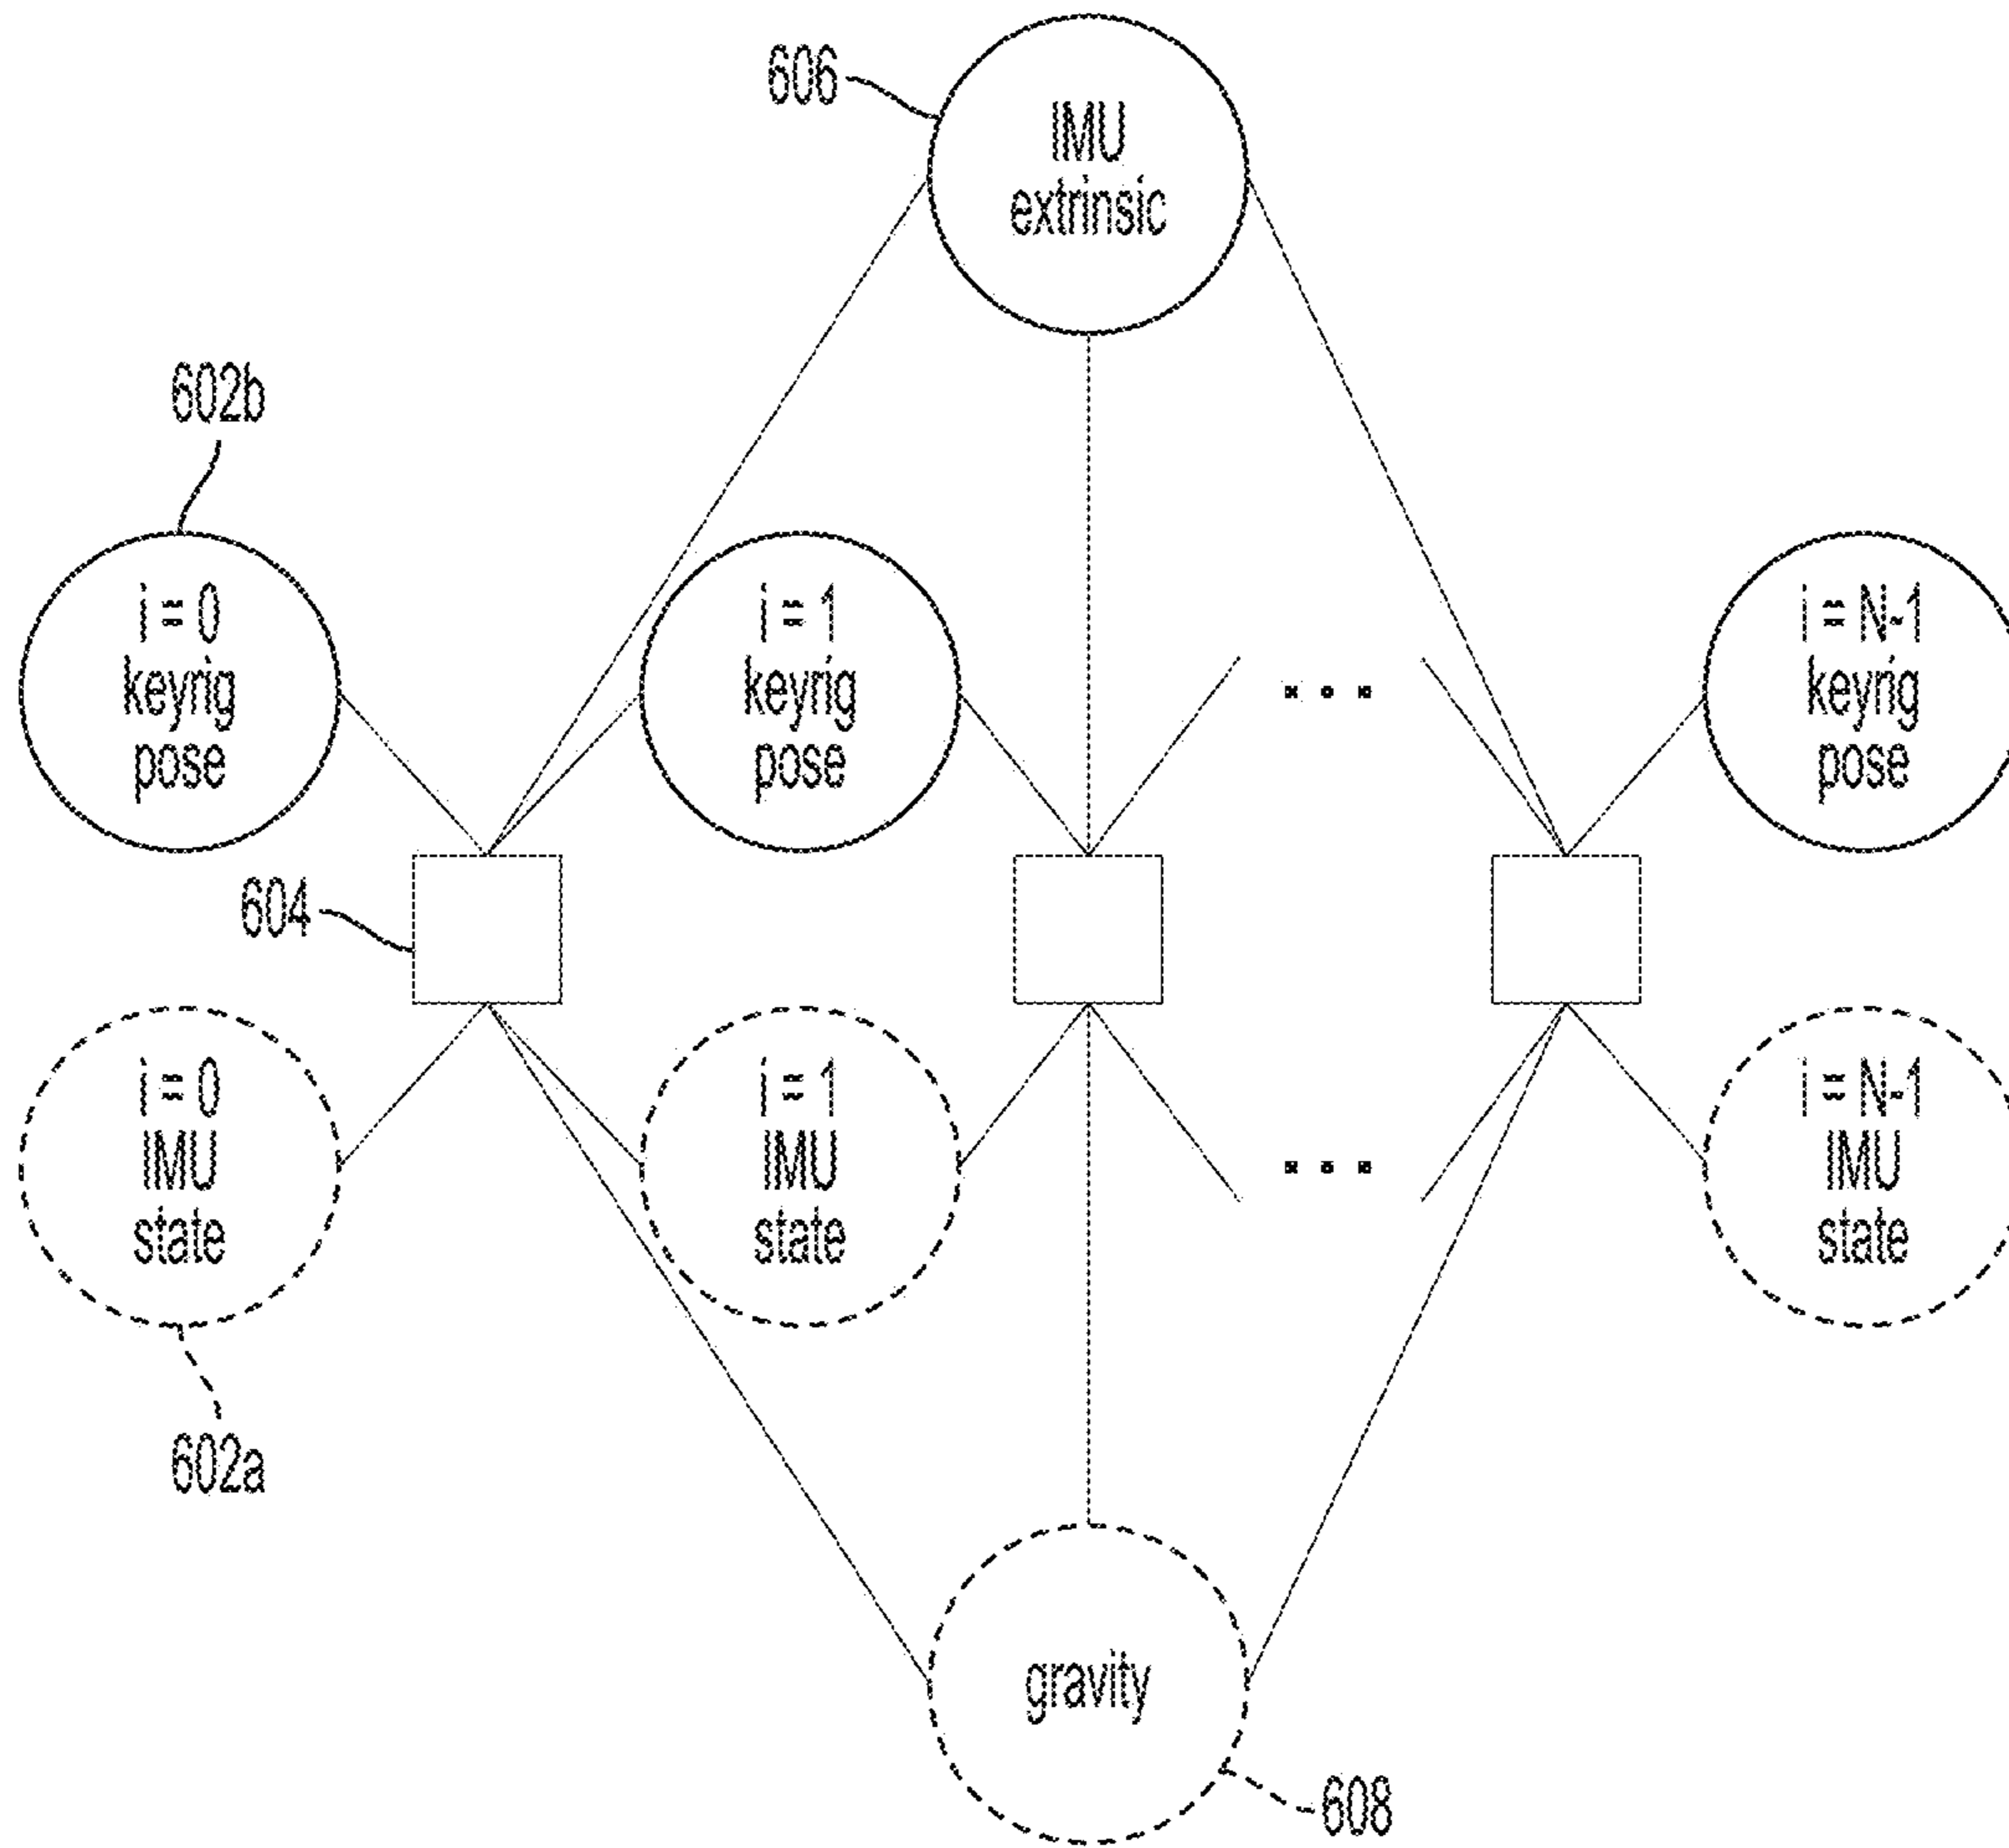 606
IMU
extrinsic
602b
i = 0
keyrig
pose
i = 1
keyrig
pose
...
i = N-1
keyrig
pose
604
i = 0
IMU
state
i = 1
IMU
state
...
i = N-1
IMU
state
602a
gravity
608